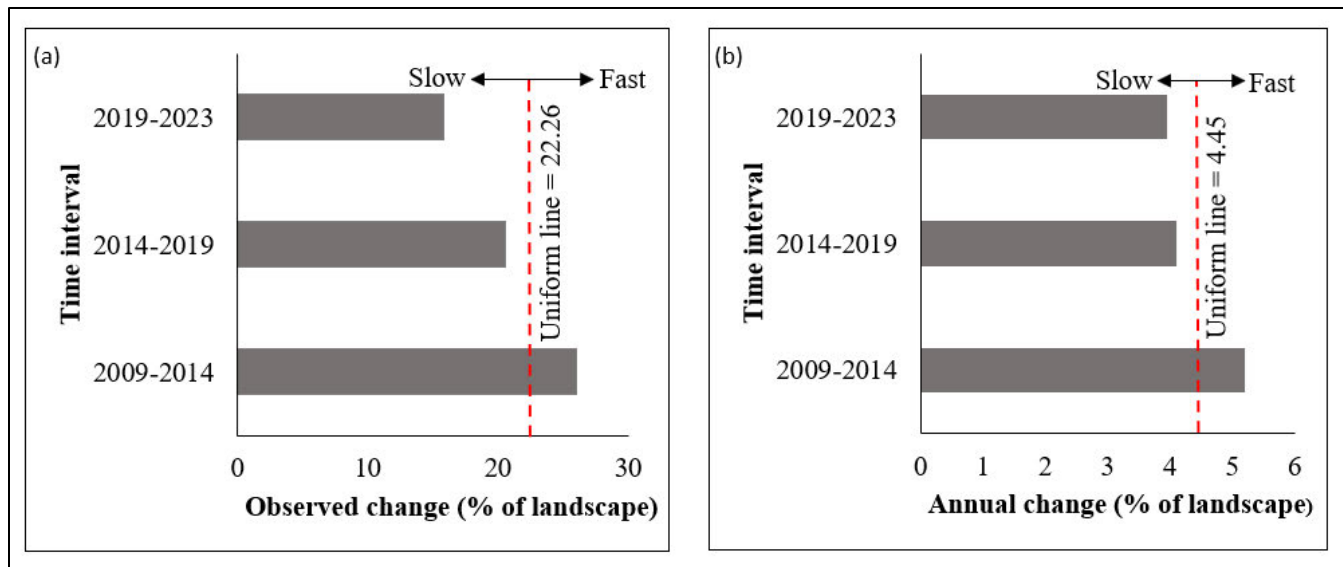 (a)
Slow
Fast
2019-2023
2014-2019
2009-2014
Time interval
Uniform line = 22.26
0 10 20 30
Observed change (% of landscape)
(b)
Slow
Fast
2019-2023
2014-2019
2009-2014
Time interval
Uniform line = 4.45
0 1 2 3 4 5 6
Annual change (% of landscape)